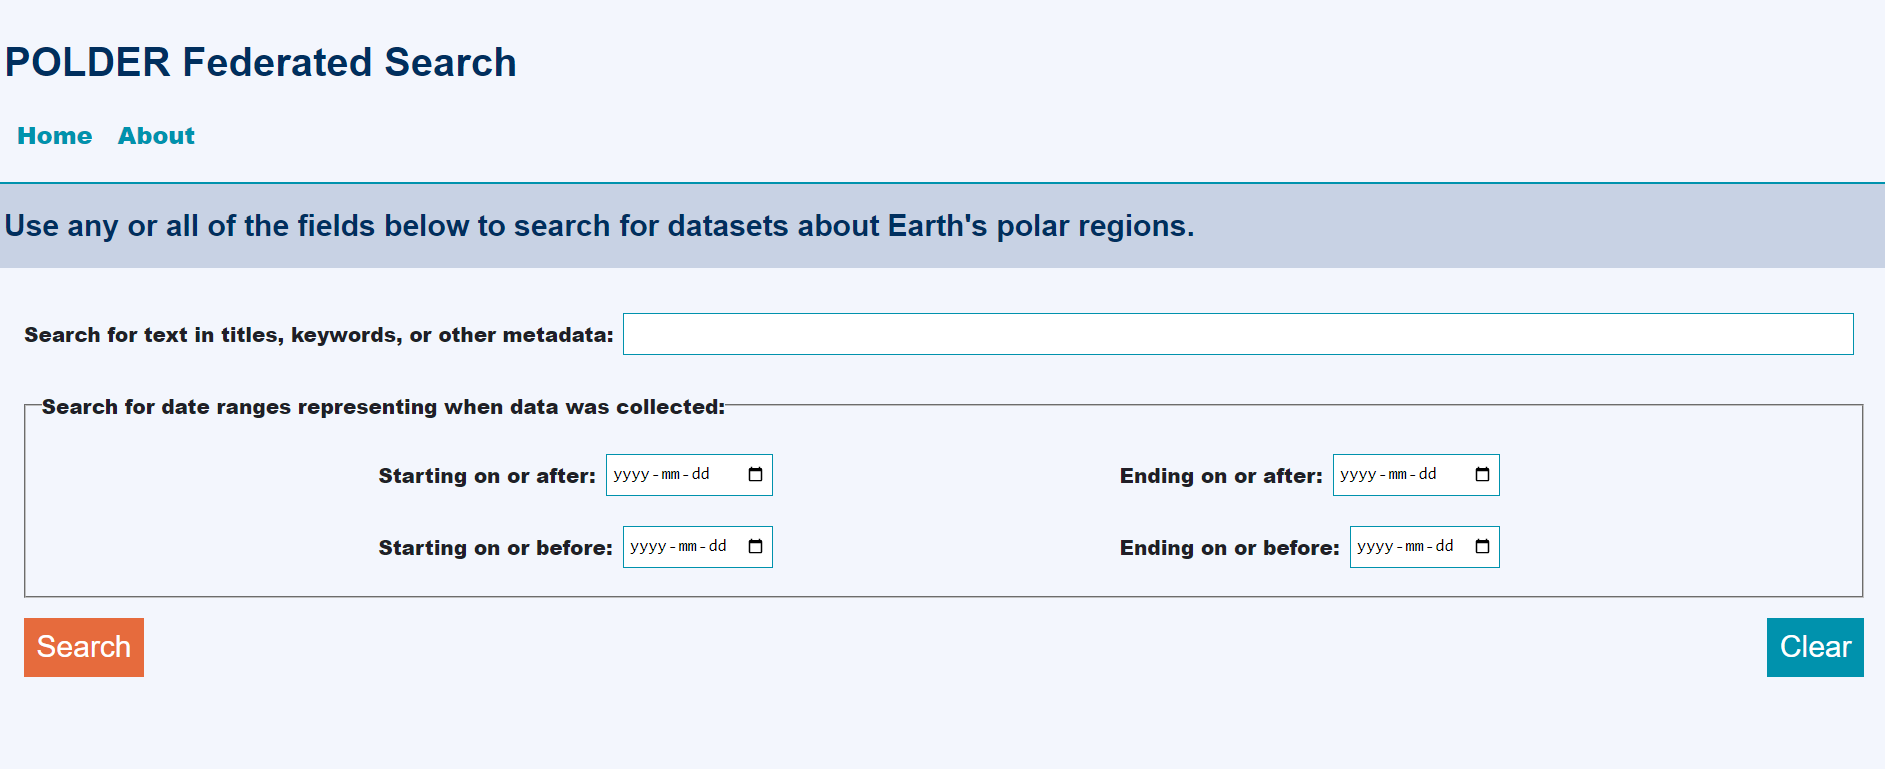 POLDER Federated Search
Home About
Use any or all of the fields below to search for datasets about Earth's polar regions.
Search for text in titles, keywords, or other metadata:
Search for date ranges representing when data was collected:
Starting on or after: yyyy-mm-dd Ending on or after: yyyy-mm-dd
Starting on or before: yyyy-mm-dd Ending on or before: yyyy-mm-dd
Search Clear